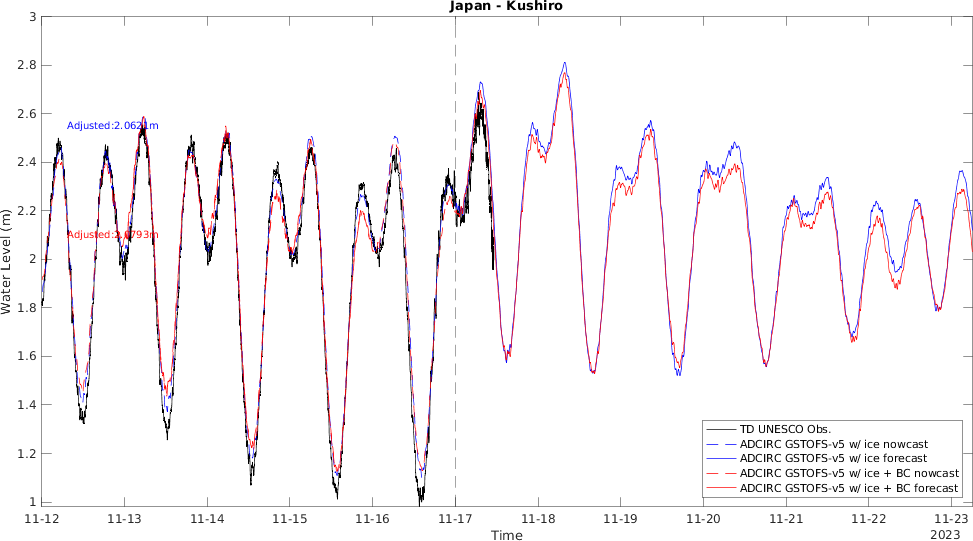 Japan - Kushiro
3
2.8
2.6
2.4
2.2
2
1.8
1.6
1.4
1.2
1
Water Level (m)
Adjusted:2.0621m
TD UNESCO Obs.
ADCIRC GSTOFS-v5 w/ ice nowcast
ADCIRC GSTOFS-v5 w/ ice forecast
ADCIRC GSTOFS-v5 w/ ice + BC nowcast
ADCIRC GSTOFS-v5 w/ ice + BC forecast
11-12 11-13 11-14 11-15 11-16 11-17 11-18 11-19 11-20 11-21 11-22 11-23
Time
2023